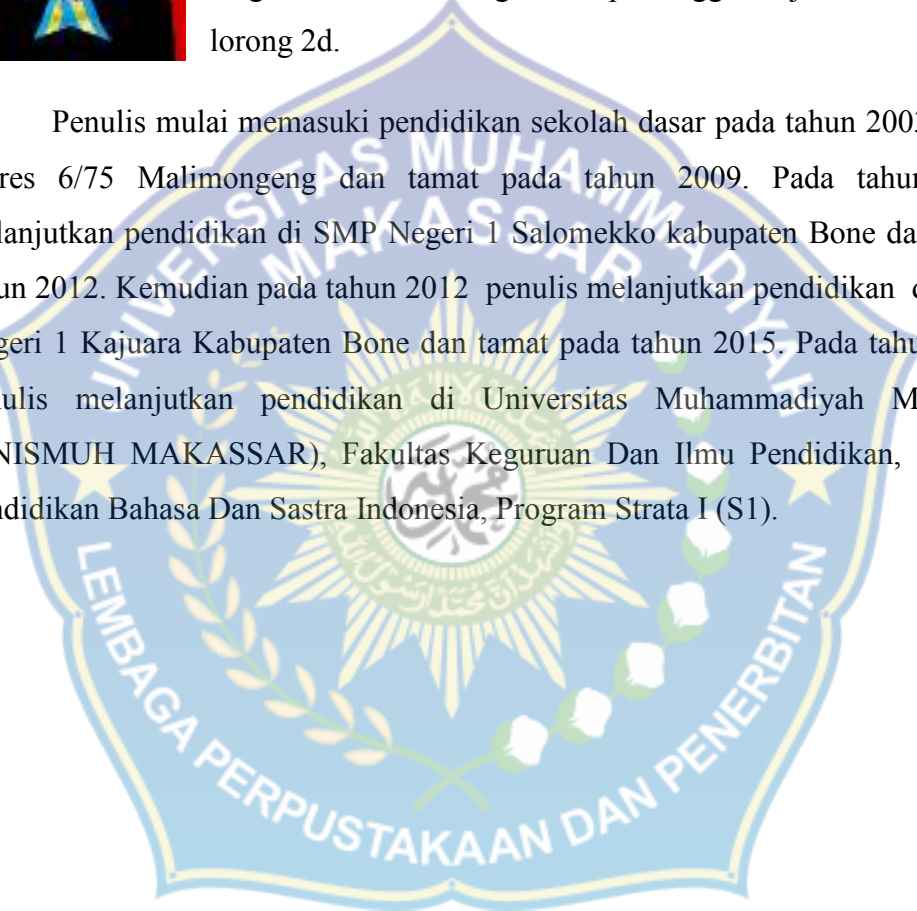 lorong 2d.
Penulis mulai memasuki pendidikan sekolah dasar pada tahun 200
res 6/75 Malimongeng dan tamat pada tahun 2009. Pada tahun
lanjutkan pendidikan di SMP Negeri 1 Salomekko kabupaten Bone da
un 2012. Kemudian pada tahun 2012 penulis melanjutkan pendidikan
geri 1 Kajuara Kabupaten Bone dan tamat pada tahun 2015. Pada tahu
ulis melanjutkan pendidikan di Universitas Muhammadiyah M
NISMUH MAKASSAR), Fakultas Keguruan Dan Ilmu Pendidikan,
ndidikan Bahasa Dan Sastra Indonesia, Program Strata I (S1).
UNIVERSITAS MUHAMMADIYAH
MAKASSAR
LEMBAGA PERPUSTAKAAN DAN PENERBITAN